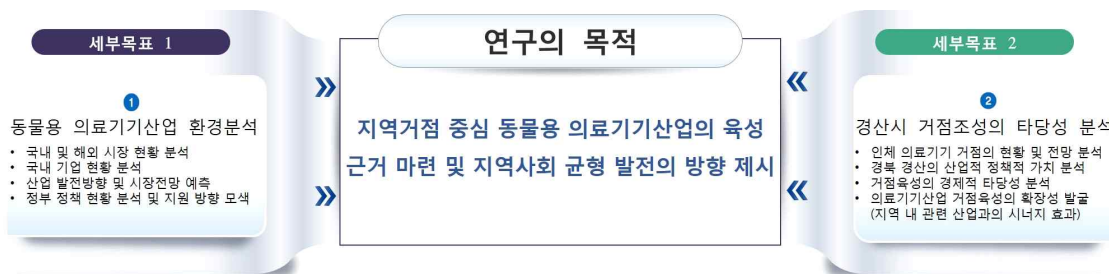 연구의 목적
세부목표 1
1
동물용 의료기기산업 환경분석
• 국내 및 해외 시장 현황 분석
• 국내 기업 현황 분석
• 산업 발전방향 및 시장전망 예측
• 정부 정책 현황 분석 및 지원 방향 모색
지역거점 중심 동물용 의료기기산업의 육성
근거 마련 및 지역사회 균형 발전의 방향 제시
세부목표 2
2
경산시 거점조성의 타당성 분석
• 인체 의료기기 거점의 현황 및 전망 분석
• 경북 경산의 산업적 정책적 가치 분석
• 거점육성의 경제적 타당성 분석
• 의료기기산업 거점육성의 확장성 발굴
(지역 내 관련 산업과의 시너지 효과)